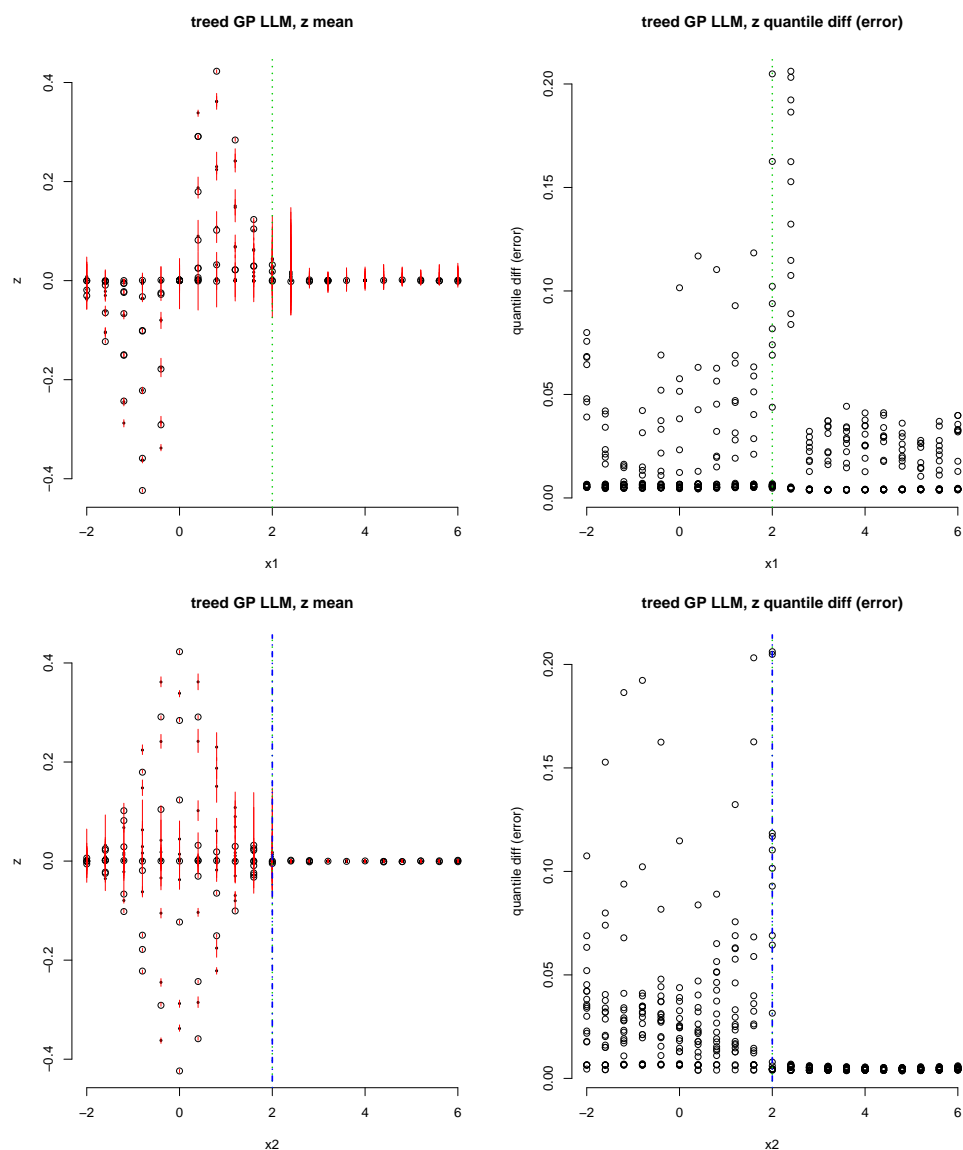 treed GP LLM, z mean
z
0.4
0.2
0.0
−0.2
−0.4
−2 0 2 4 6
x1
treed GP LLM, z quantile diff (error)
quantile diff (error)
0.20
0.15
0.10
0.05
0.00
−2 0 2 4 6
x1
treed GP LLM, z mean
z
0.4
0.2
0.0
−0.2
−0.4
−2 0 2 4 6
x2
treed GP LLM, z quantile diff (error)
quantile diff (error)
0.20
0.15
0.10
0.05
0.00
−2 0 2 4 6
x2